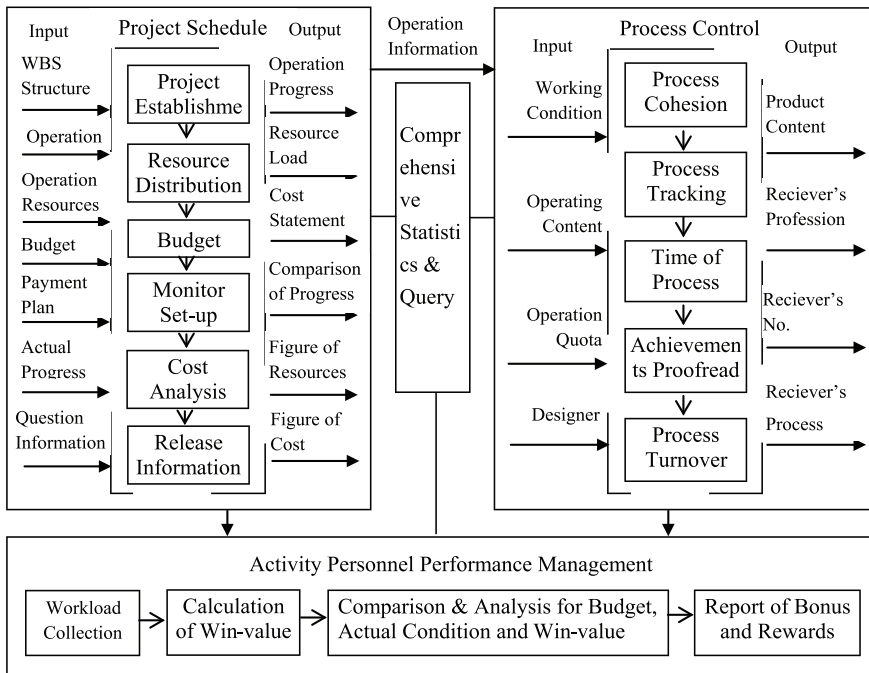 Project Schedule
Input
WBS
Structure
Operation
Operation
Resources
Budget
Payment
Plan
Actual
Progress
Question
Information
Project
Establishme
Resource
Distribution
Budget
Monitor
Set-up
Cost
Analysis
Release
Information
Output
Operation
Progress
Resource
Load
Cost
Statement
Comparison
of Progress
Figure of
Resources
Figure of
Cost
Operation
Information
Compr
ehensi
ve
Statisti
cs &
Query
Process Control
Input
Working
Condition
Operating
Content
Operation
Quota
Designer
Process
Cohesion
Process
Tracking
Time of
Process
Achievemen
ts Proofread
Process
Turnover
Output
Product
Content
Reciever's
Profession
Reciever's
No.
Reciever's
Process
Activity Personnel Performance Management
Workload
Collection
Calculation
of Win-value
Comparison & Analysis for Budget,
Actual Condition and Win-value
Report of Bonus
and Rewards